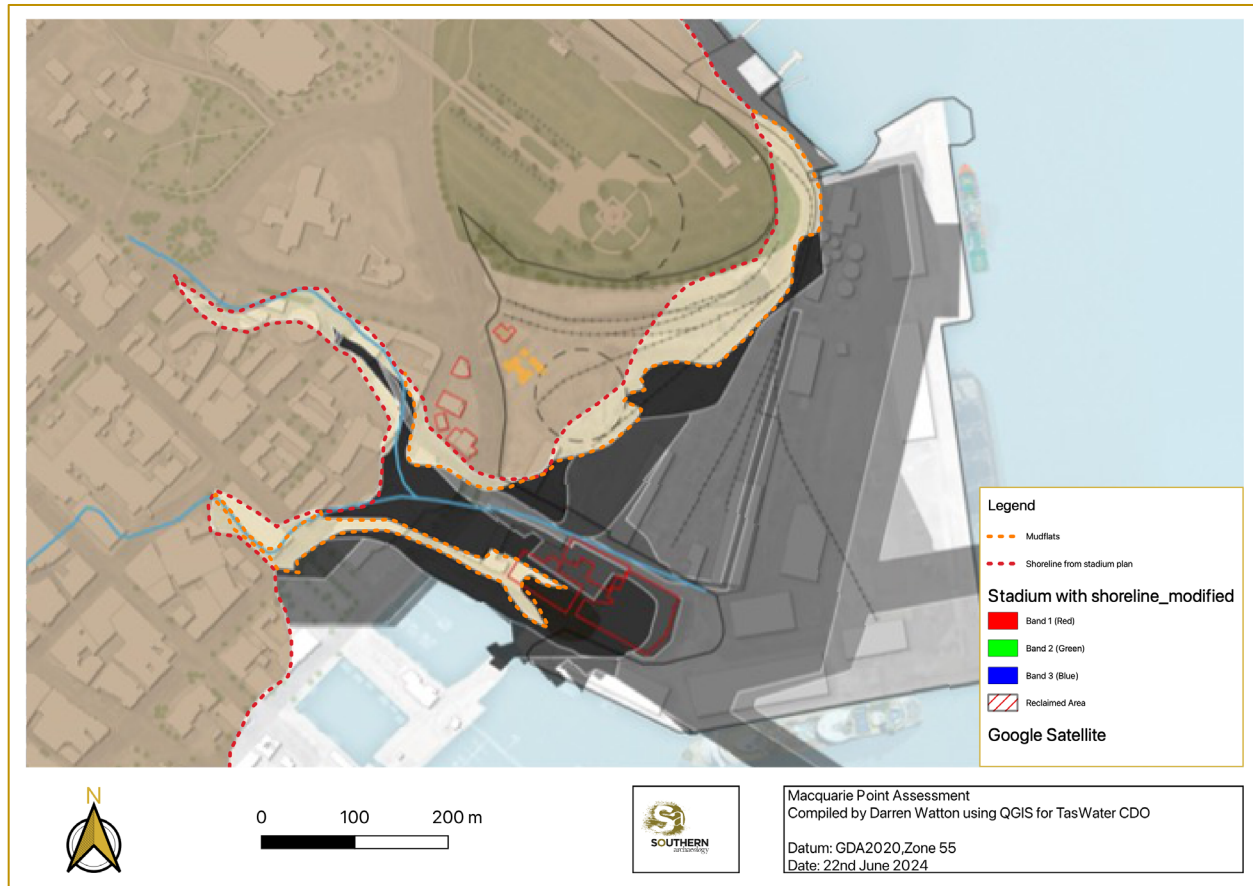 Legend
Mudflats
Shoreline from stadium plan
Stadium with shoreline_modified
Band 1 (Red)
Band 2 (Green)
Band 3 (Blue)
Reclaimed Area
Google Satellite
N
0 100 200 m
SOUTHERN
archaeology
Macquarie Point Assessment
Compiled by Darren Watton using QGIS for TasWater CDO
Datum: GDA2020,Zone 55
Date: 22nd June 2024